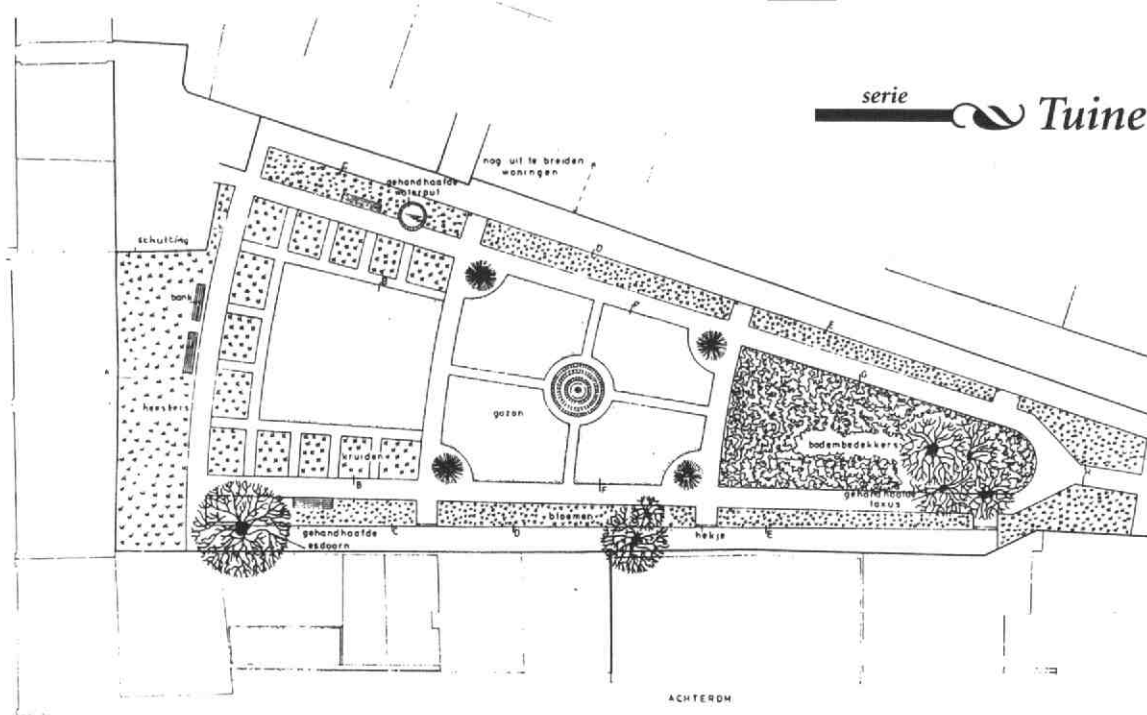 serie
Tuine
nog uit te breiden
woningen
gehandhaafde
waterput
schutting
bank
heesters
gazon
kruiden
bodembedekkers
gehandhaafde
taxus
bloemen
hekje
gehandhaafde
esdoorn
E
D
B
F
G
B
F
C
D
E
ACHTEROM